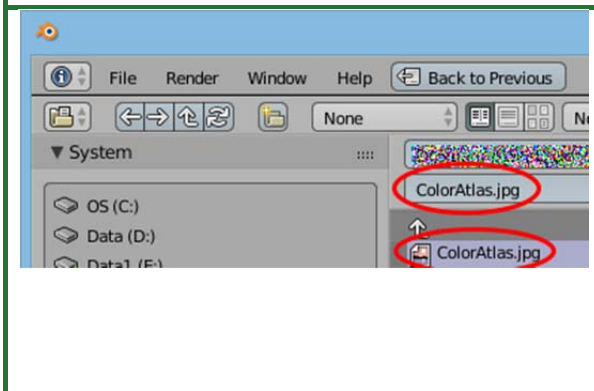 File Render Window Help Back to Previous
None
System
ColorAtlas.jpg
OS (C:)
Data (D:)
ColorAtlas.jpg